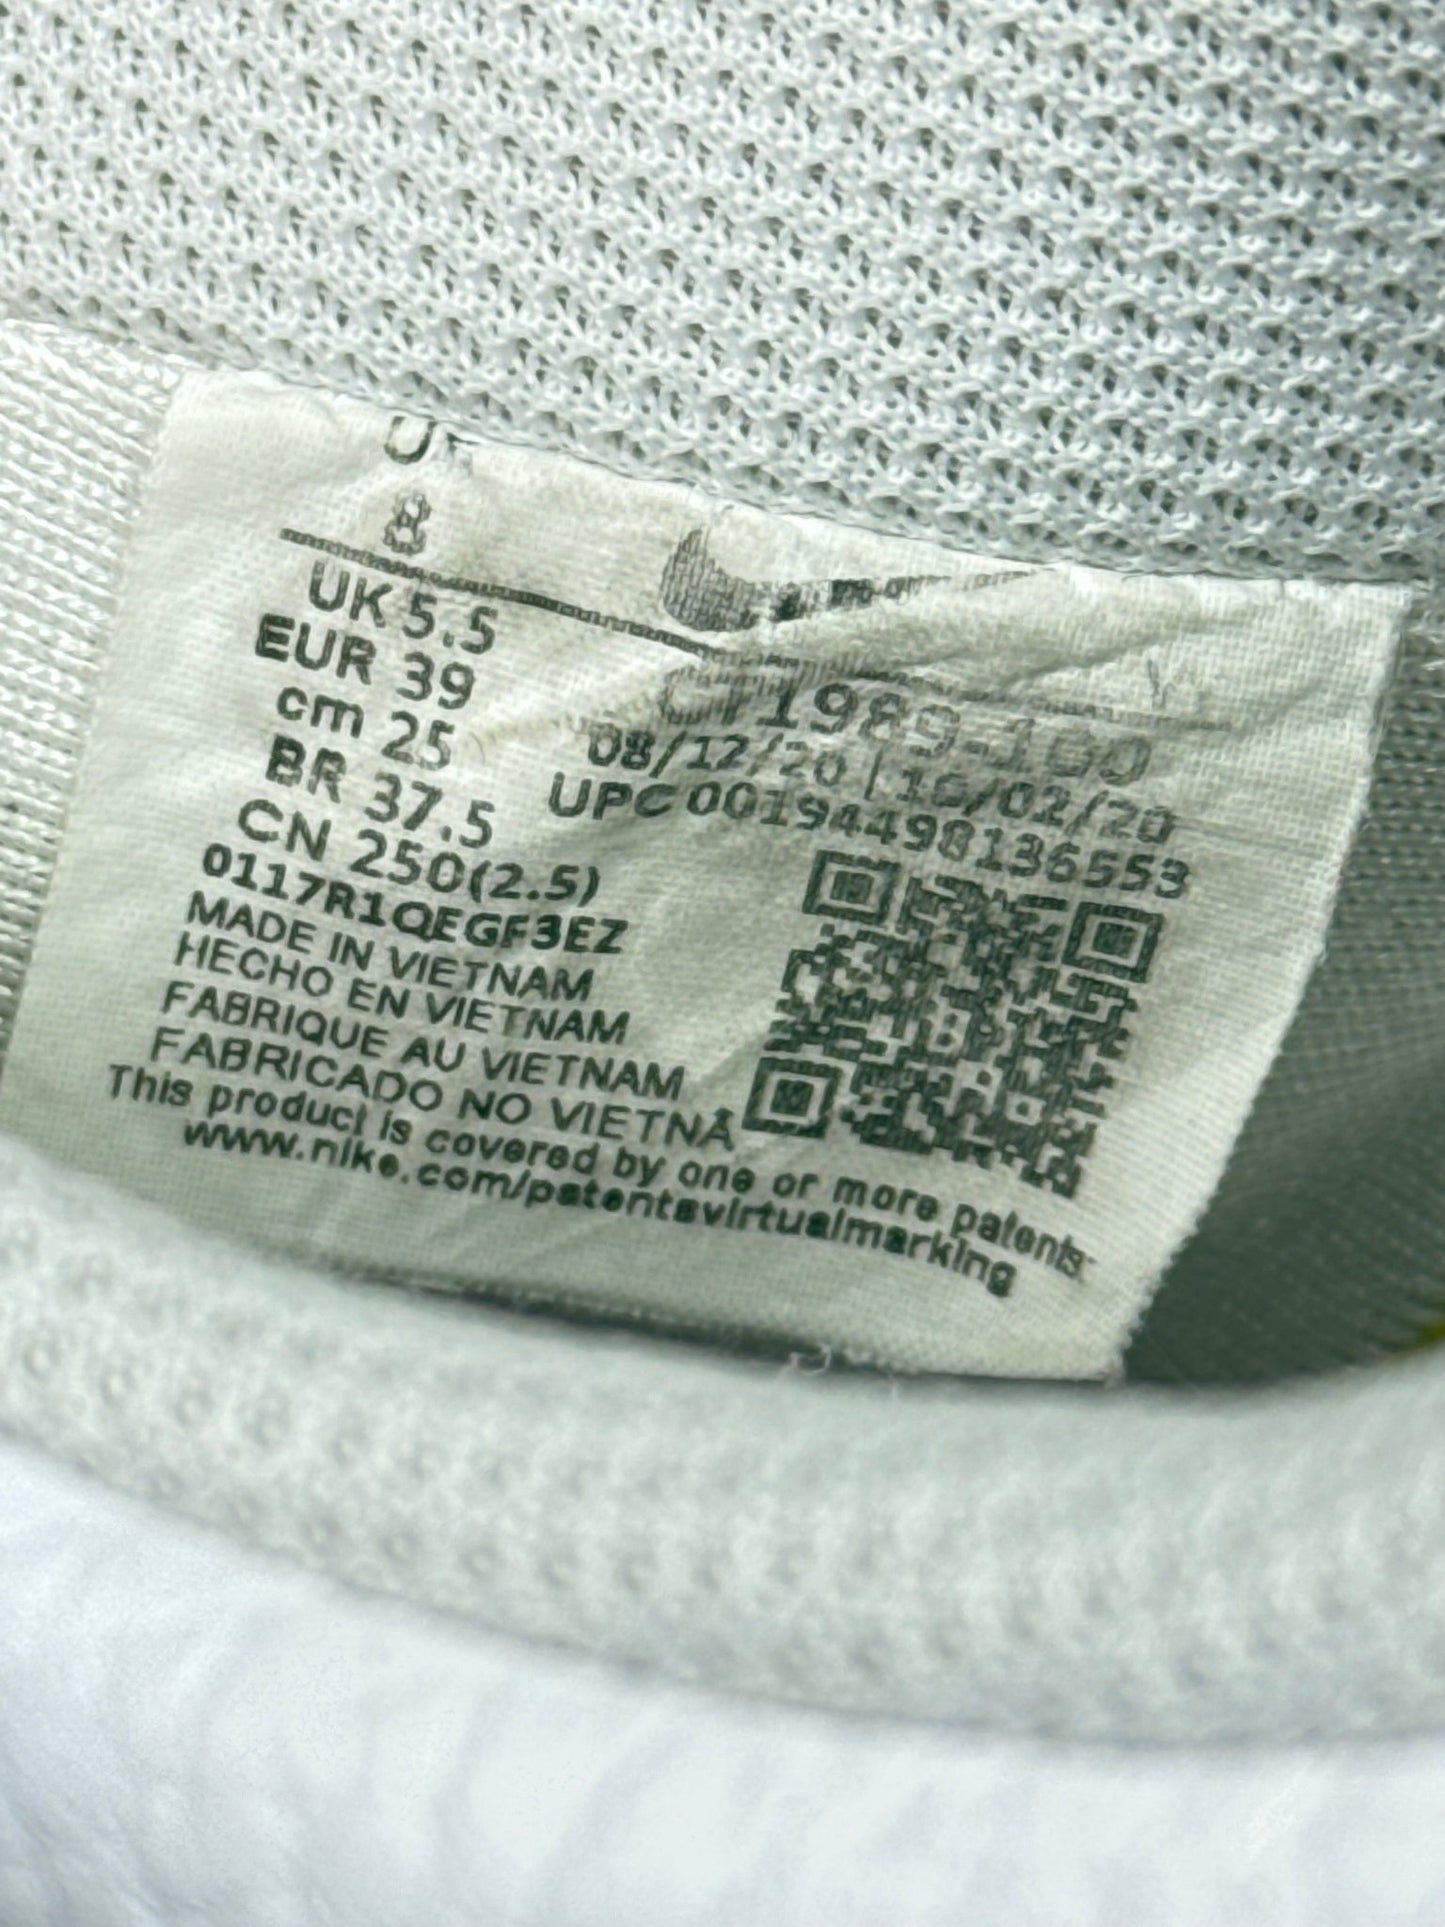 8
UK 5.5
EUR 39
cm 25
BR 37.5
CN 250(2.5)
0117R1QEGF3EZ
MADE IN VIETNAM
HECHO EN VIETNAM
FABRIQUE AU VIETNAM
FABRICADO NO VIETNÃ
This product is covered by one or more patents:
www.nike.com/patentsvirtualmarking
08/12/20 | 10/02/20
UPC 00194498136553